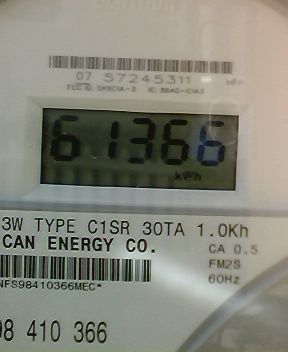 07 57245311
61366
kWh
3W TYPE C1SR 30TA 1.0Kh
CAN ENERGY CO.
CA 0.5
FM2S
60Hz
NFS98410366MEC*
98 410 366